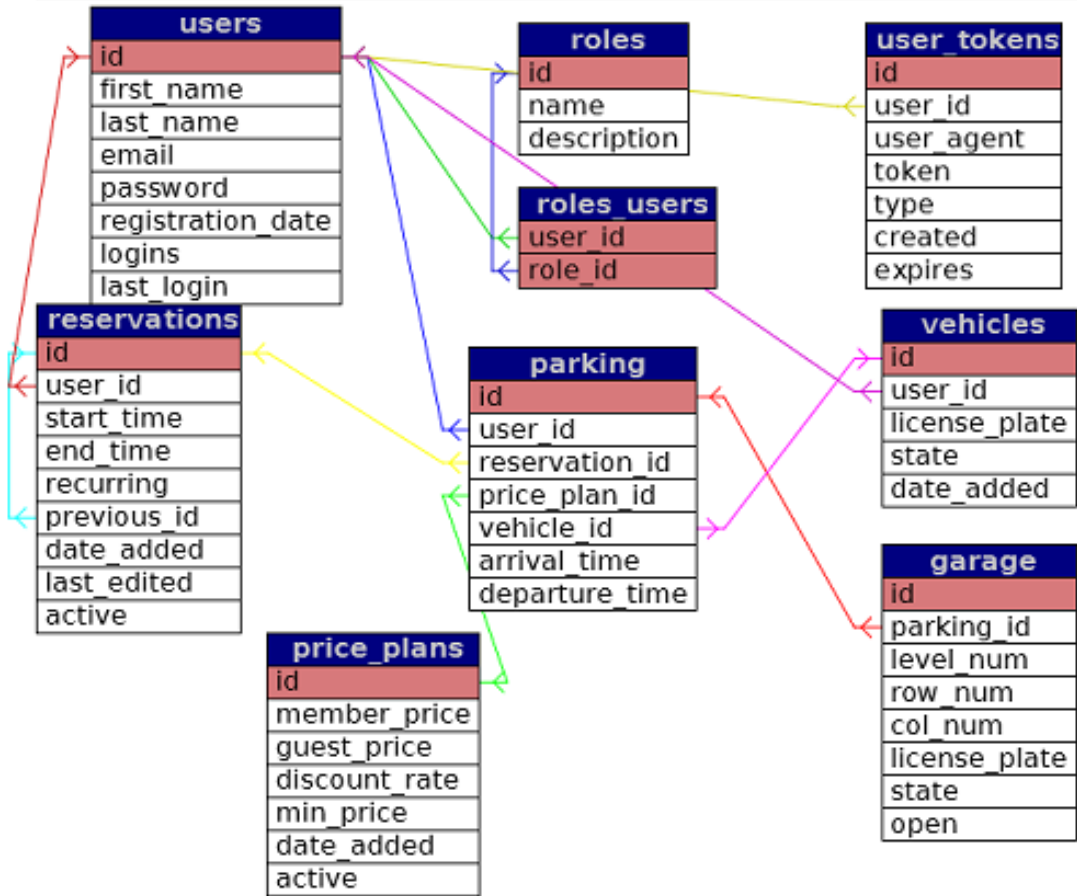 users
id
first_name
last_name
email
password
registration_date
logins
last_login
roles
id
name
description
user_tokens
id
user_id
user_agent
token
type
created
expires
roles_users
user_id
role_id
reservations
id
user_id
start_time
end_time
recurring
previous_id
date_added
last_edited
active
parking
id
user_id
reservation_id
price_plan_id
vehicle_id
arrival_time
departure_time
vehicles
id
user_id
license_plate
state
date_added
garage
id
parking_id
level_num
row_num
col_num
license_plate
state
open
price_plans
id
member_price
guest_price
discount_rate
min_price
date_added
active